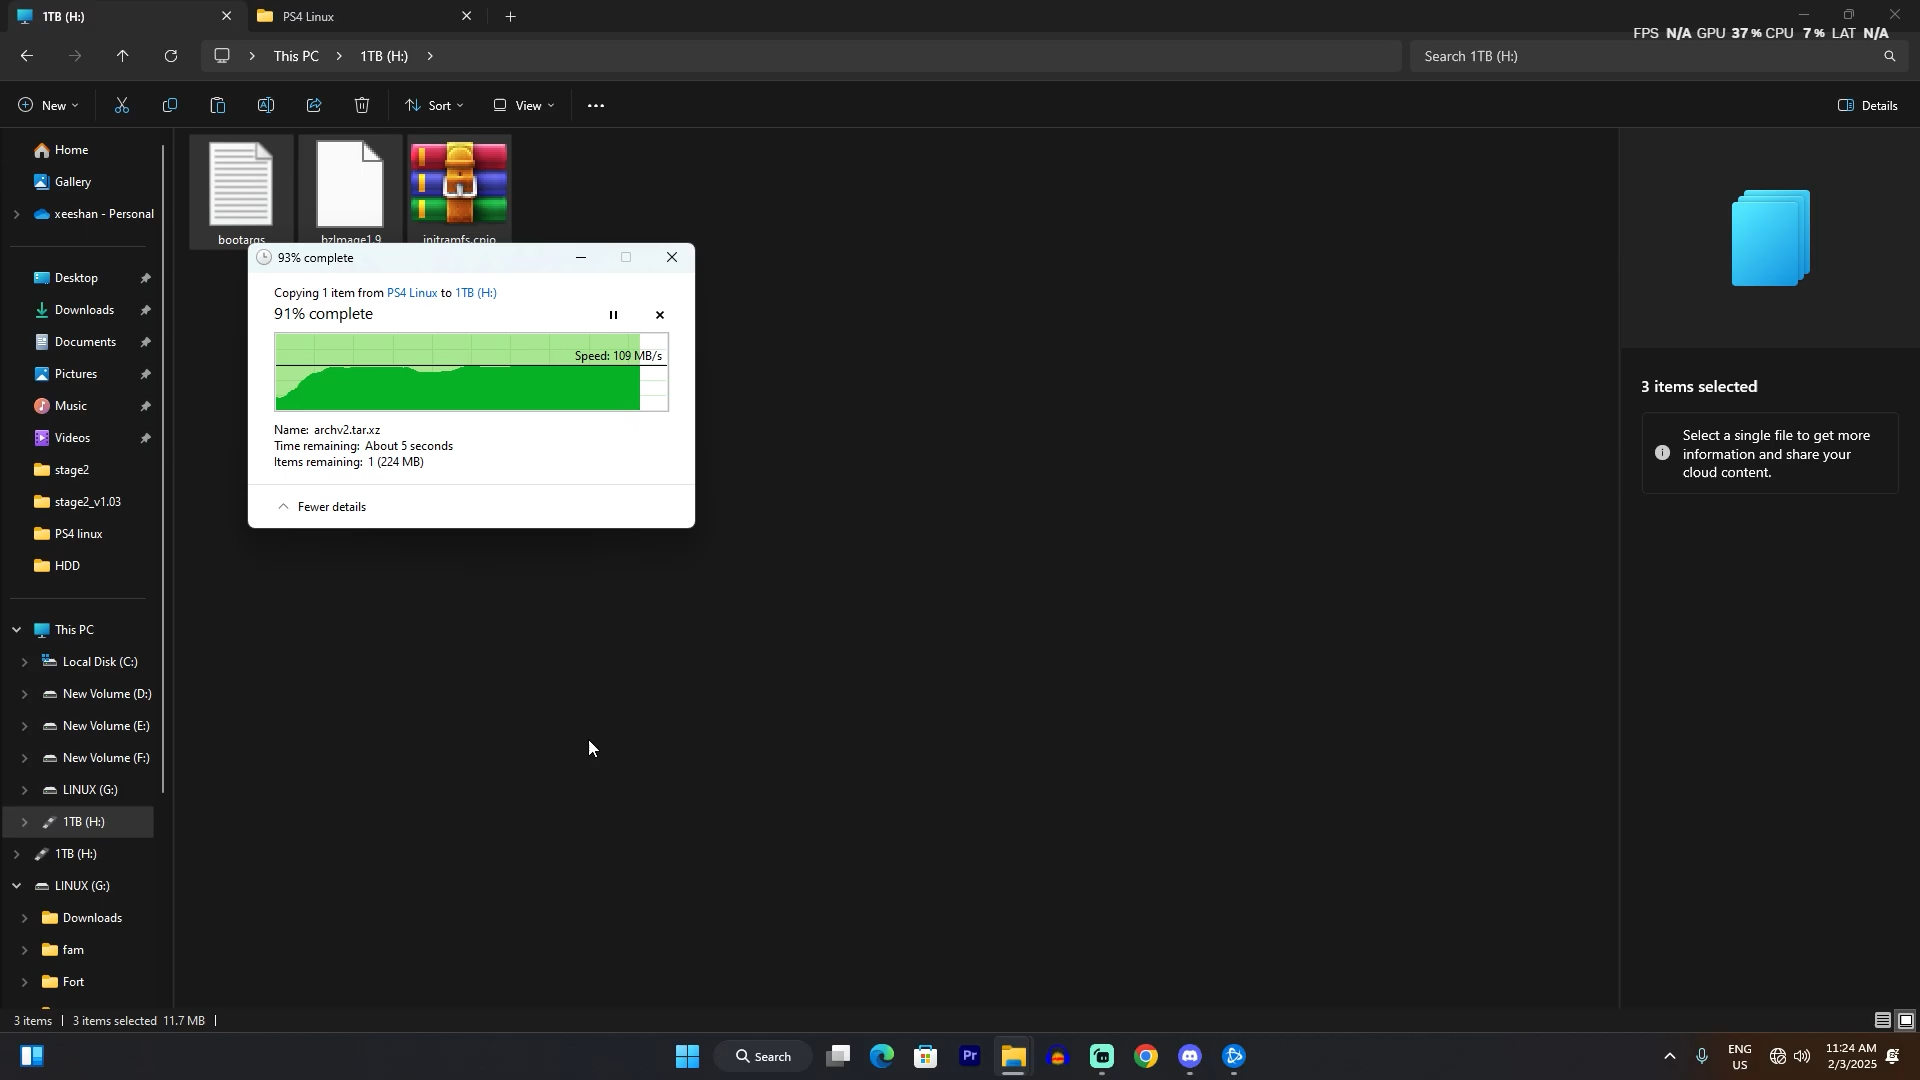 1TB (H:)
PS4 Linux
FPS N/A GPU 37 % CPU 7 % LAT N/A
This PC
1TB (H:)
Search 1TB (H:)
New
Sort
View
Details
Home
Gallery
xeeshan - Personal
Desktop
Downloads
Documents
Pictures
Music
Videos
stage2
stage2_v1.03
PS4 linux
HDD
This PC
Local Disk (C:)
New Volume (D:)
New Volume (E:)
New Volume (F:)
LINUX (G:)
1TB (H:)
1TB (H:)
LINUX (G:)
Downloads
fam
Fort
bootargs
bzImage1.9
initramfs.cpio
93% complete
Copying 1 item from PS4 Linux to 1TB (H:)
91% complete
Speed: 109 MB/s
Name: archv2.tar.xz
Time remaining: About 5 seconds
Items remaining: 1 (224 MB)
Fewer details
3 items selected
Select a single file to get more
information and share your
cloud content.
3 items
3 items selected 11.7 MB
Search
Pr
ENG
US
11:24 AM
2/3/2025